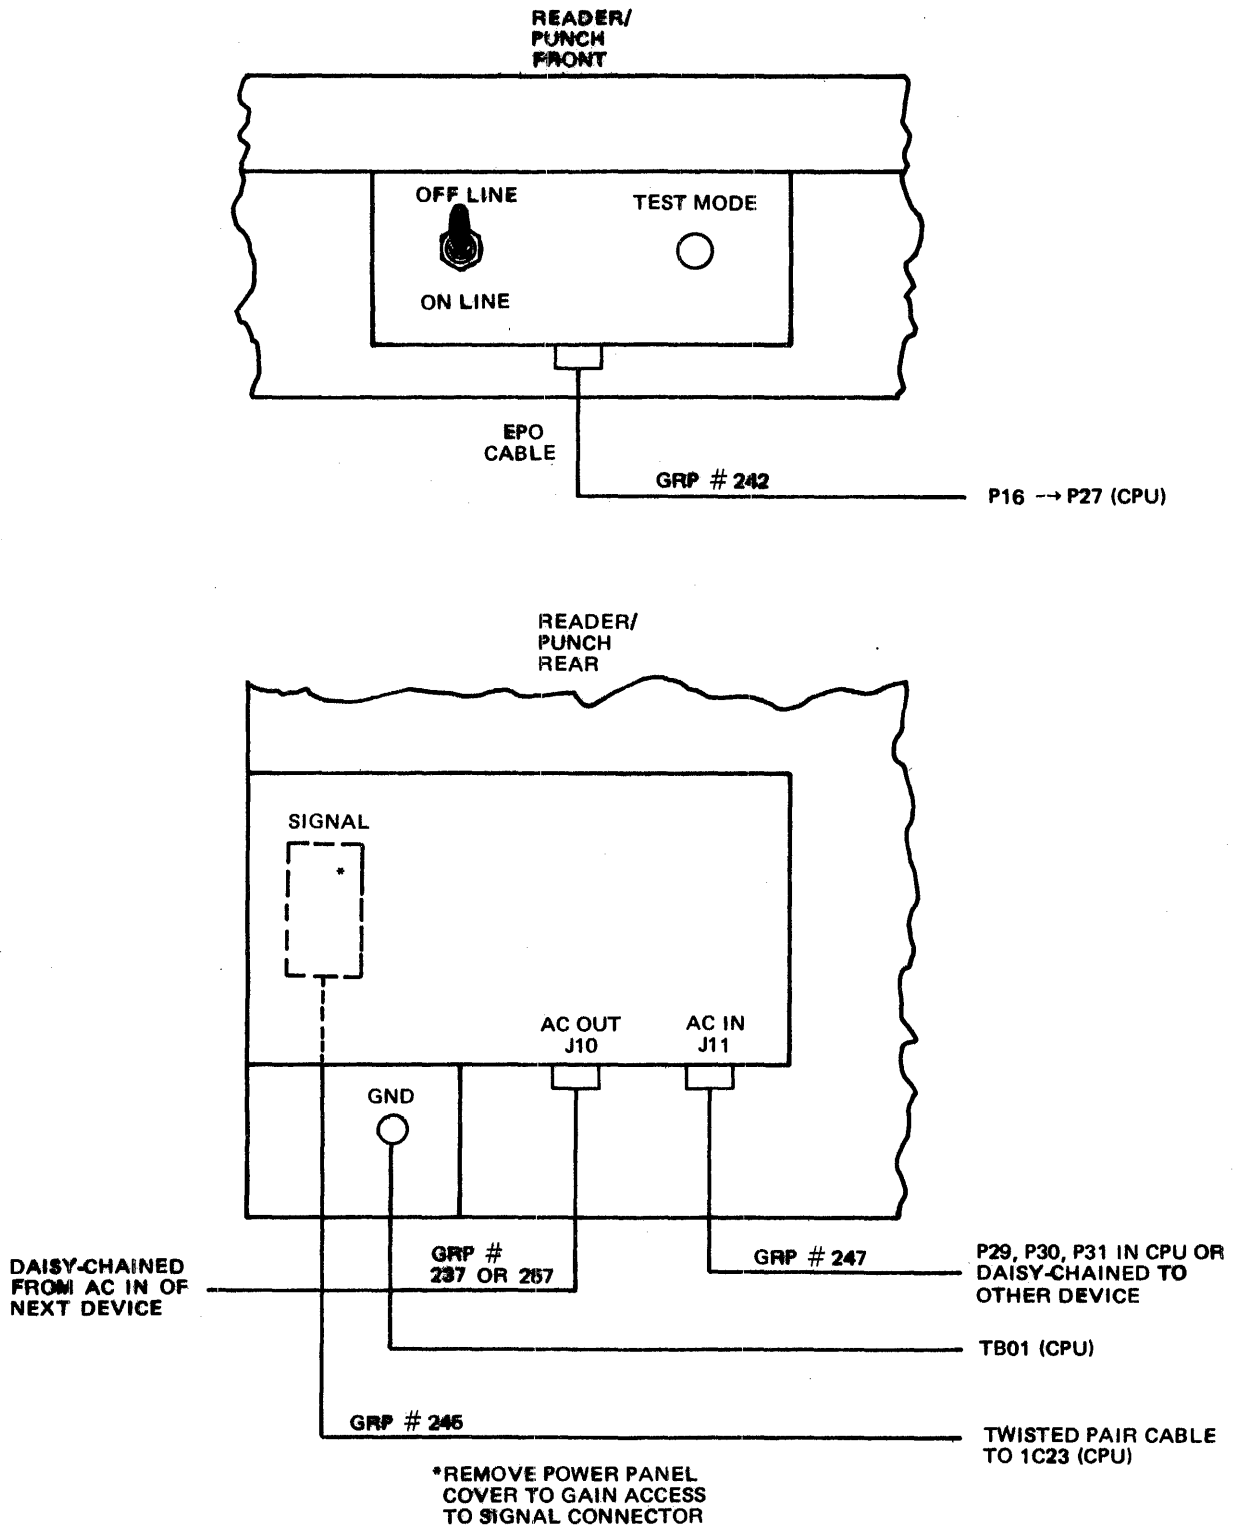 READER/
PUNCH
FRONT
OFF LINE
TEST MODE
ON LINE
EPO
CABLE
GRP # 242
P16 --→ P27 (CPU)
READER/
PUNCH
REAR
SIGNAL
*
AC OUT
J10
AC IN
J11
GND
GRP #
237 OR 257
DAISY-CHAINED
FROM AC IN OF
NEXT DEVICE
GRP # 247
P29, P30, P31 IN CPU OR
DAISY-CHAINED TO
OTHER DEVICE
TB01 (CPU)
GRP # 245
TWISTED PAIR CABLE
TO 1C23 (CPU)
*REMOVE POWER PANEL
COVER TO GAIN ACCESS
TO SIGNAL CONNECTOR